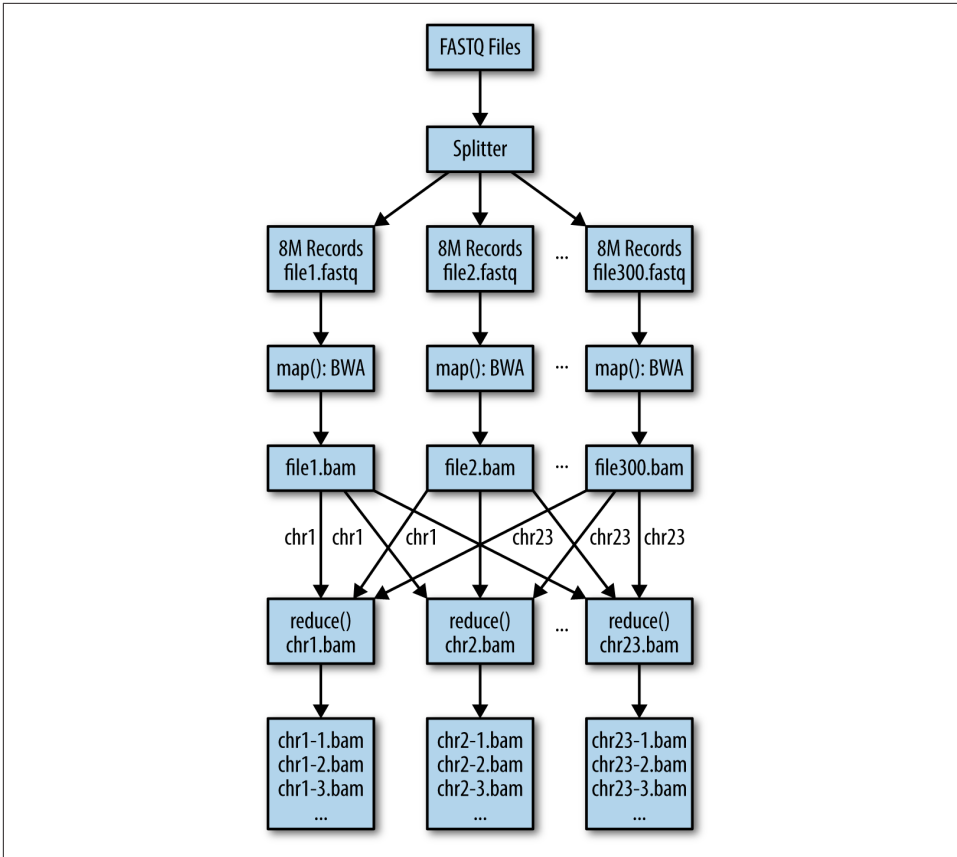 FASTQ Files
Splitter
8M Records
file1.fastq
8M Records
file2.fastq
...
8M Records
file300.fastq
map(): BWA
map(): BWA
...
map(): BWA
file1.bam
file2.bam
...
file300.bam
chr1
chr1
chr1
chr23
chr23
chr23
reduce()
chr1.bam
reduce()
chr2.bam
...
reduce()
chr23.bam
chr1-1.bam
chr1-2.bam
chr1-3.bam
...
chr2-1.bam
chr2-2.bam
chr2-3.bam
...
chr23-1.bam
chr23-2.bam
chr23-3.bam
...